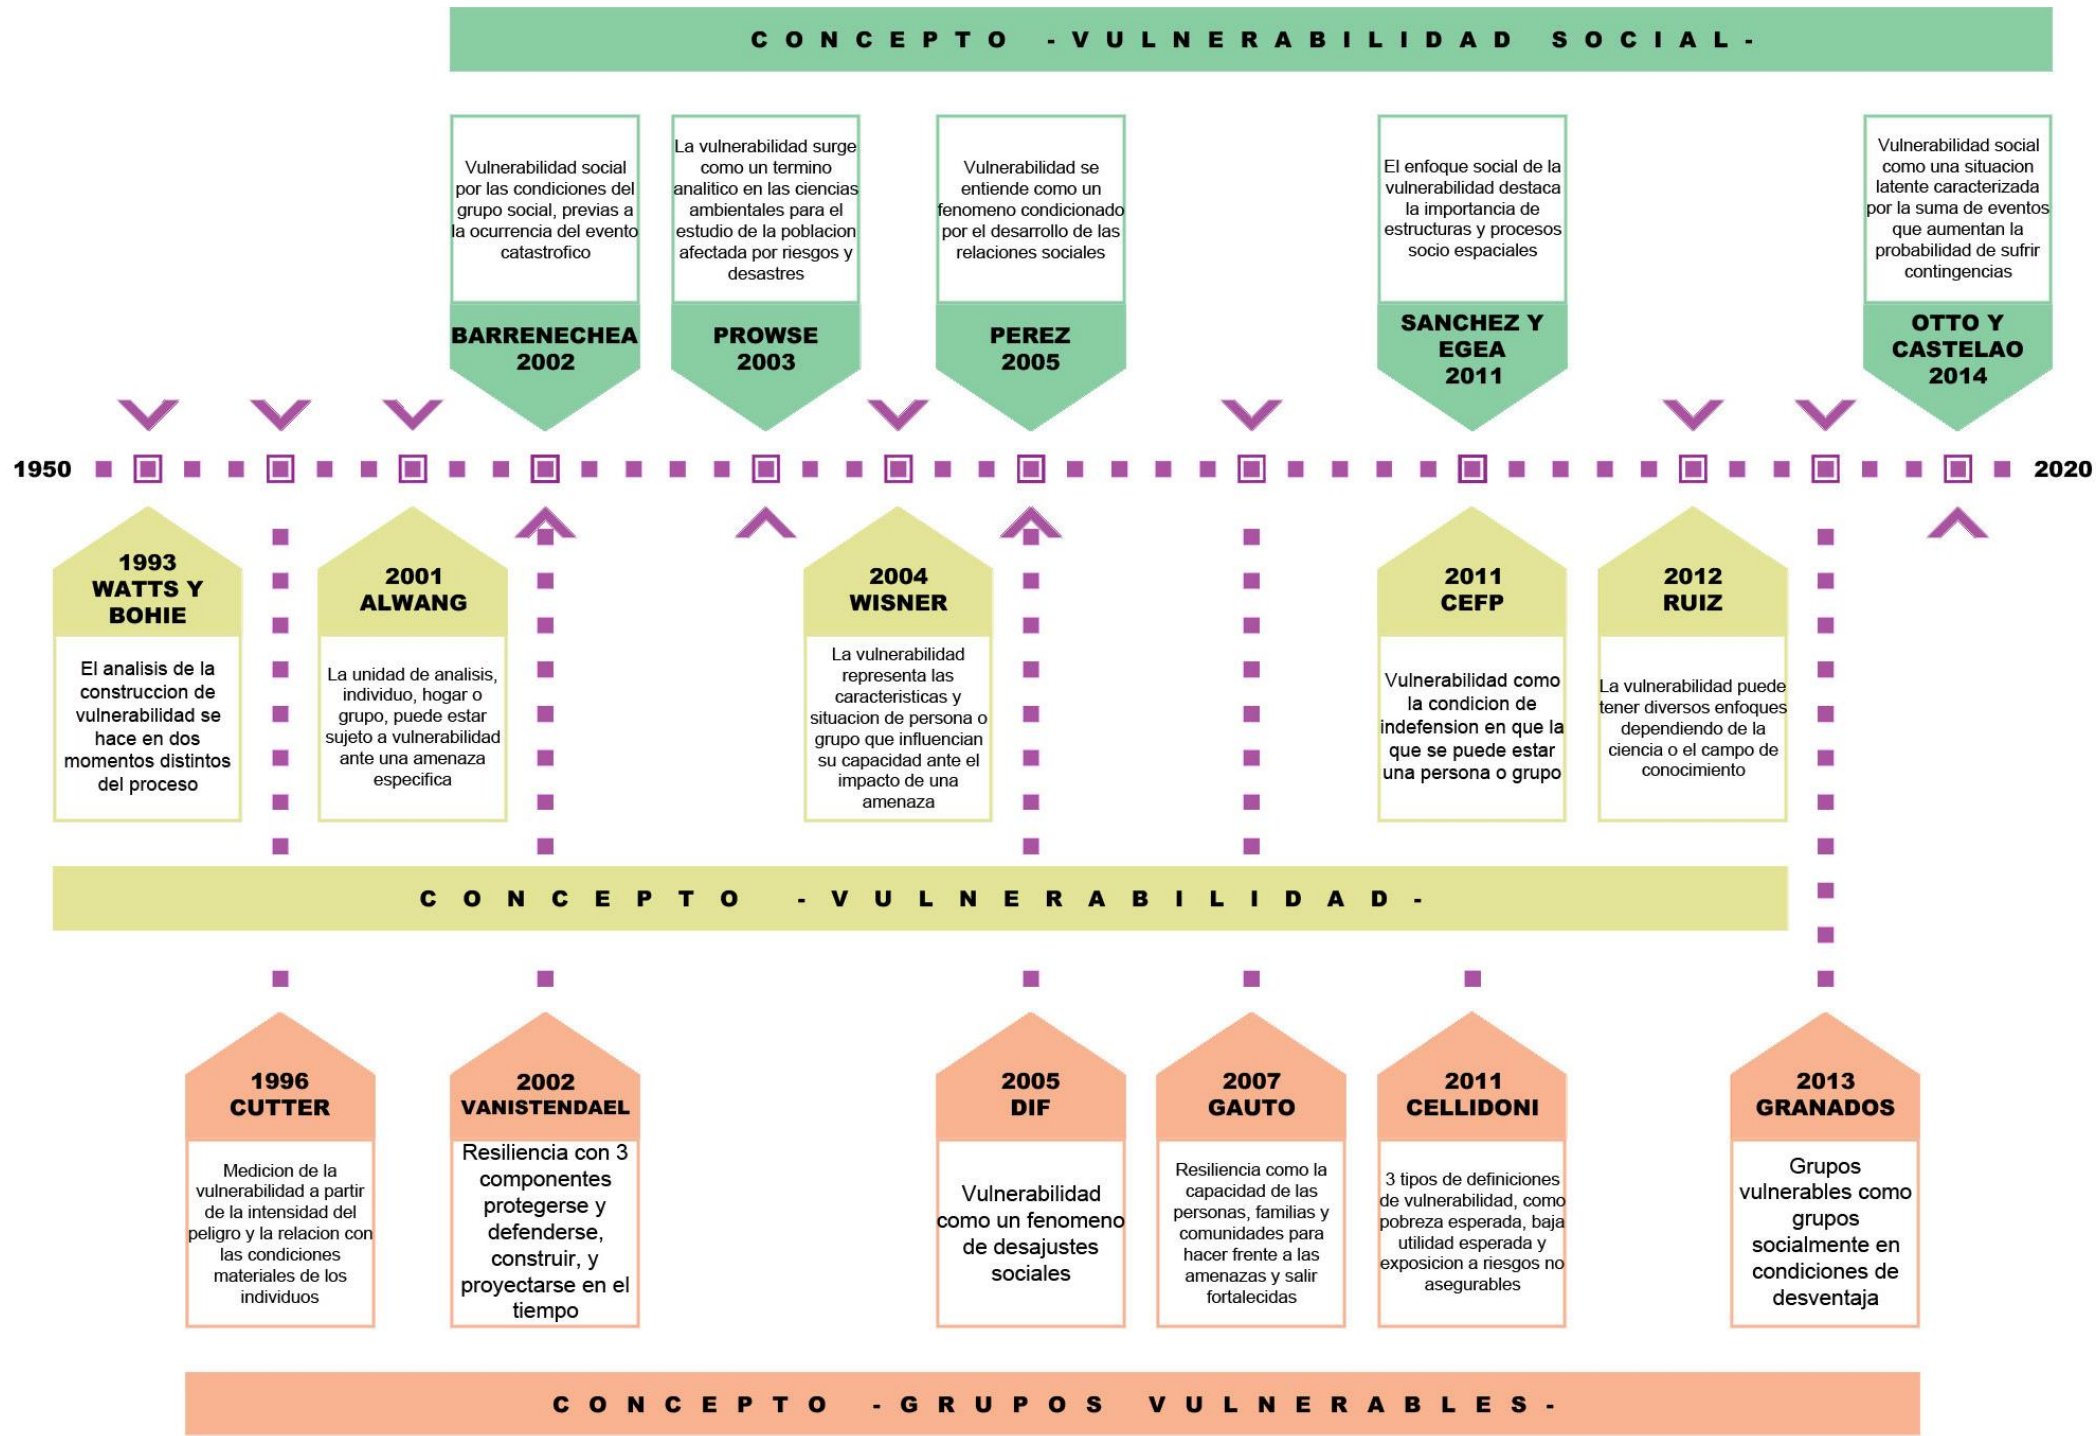 CONCEPTO -VULNERABILIDAD SOCIAL-
Vulnerabilidad social
por las condiciones del
grupo social, previas a
la ocurrencia del evento
catastrofico
BARRENECHEA
2002
La vulnerabilidad surge
como un termino
analitico en las ciencias
ambientales para el
estudio de la poblacion
afectada por riesgos y
desastres
PROWSE
2003
Vulnerabilidad se
entiende como un
fenomeno condicionado
por el desarrollo de las
relaciones sociales
PEREZ
2005
El enfoque social de la
vulnerabilidad destaca
la importancia de
estructuras y procesos
socio espaciales
SANCHEZ Y
EGEA
2011
Vulnerabilidad social
como una situacion
latente caracterizada
por la suma de eventos
que aumentan la
probabilidad de sufrir
contingencias
OTTO Y
CASTELAO
2014
1950
2020
1993
WATTS Y
BOHIE
El analisis de la
construccion de
vulnerabilidad se
hace en dos
momentos distintos
del proceso
2001
ALWANG
La unidad de analisis,
individuo, hogar o
grupo, puede estar
sujeto a vulnerabilidad
ante una amenaza
especifica
2004
WISNER
La vulnerabilidad
representa las
caracteristicas y
situacion de persona o
grupo que influencian
su capacidad ante el
impacto de una
amenaza
2011
CEFP
Vulnerabilidad como
la condicion de
indefension en que la
que se puede estar
una persona o grupo
2012
RUIZ
La vulnerabilidad puede
tener diversos enfoques
dependiendo de la
ciencia o el campo de
conocimiento
CONCEPTO -VULNERABILIDAD-
1996
CUTTER
Medicion de la
vulnerabilidad a partir
de la intensidad del
peligro y la relacion con
las condiciones
materiales de los
individuos
2002
VANISTENDAEL
Resiliencia con 3
componentes
protegerse y
defenderse,
construir, y
proyectarse en el
tiempo
2005
DIF
Vulnerabilidad
como un fenomeno
de desajustes
sociales
2007
GAUTO
Resiliencia como la
capacidad de las
personas, familias y
comunidades para
hacer frente a las
amenazas y salir
fortalecidas
2011
CELLIDONI
3 tipos de definiciones
de vulnerabilidad, como
pobreza esperada, baja
utilidad esperada y
exposicion a riesgos no
asegurables
2013
GRANADOS
Grupos
vulnerables como
grupos
socialmente en
condiciones de
desventaja
CONCEPTO -GRUPOS VULNERABLES-